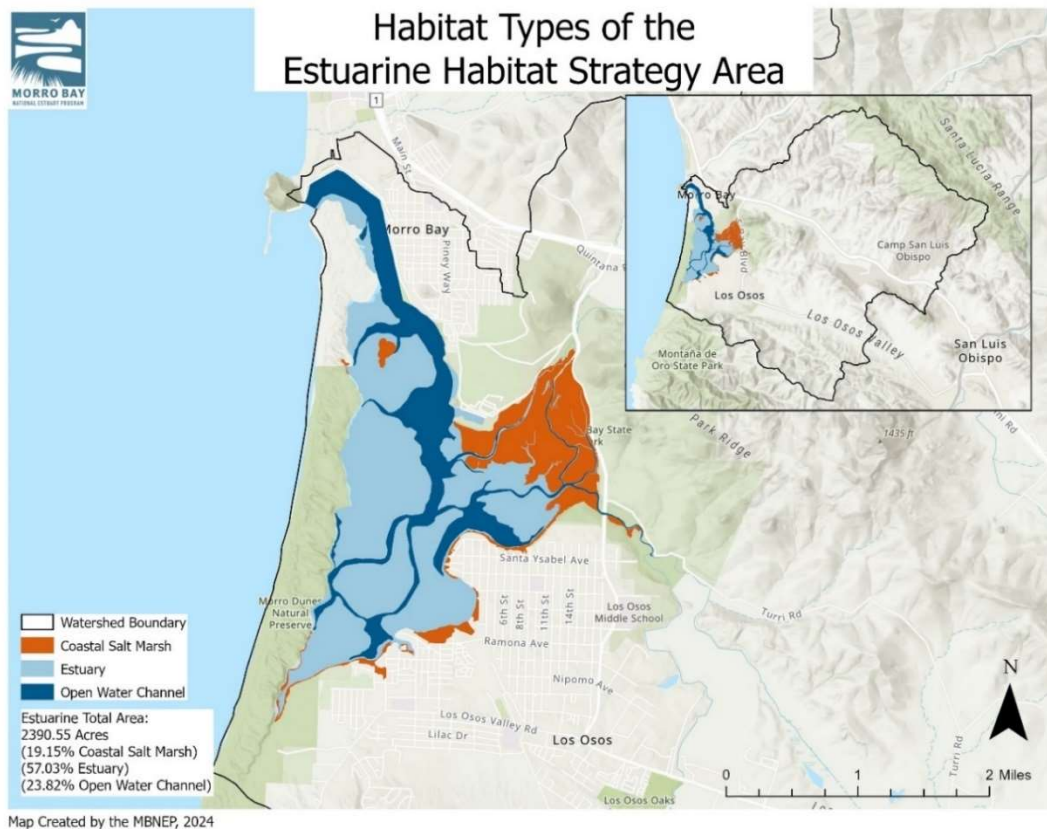 Habitat Types of the
Estuarine Habitat Strategy Area
MORRO BAY
NATIONAL ESTUARY PROGRAM
1
Main St
Morro Bay
Piney Way
Quintana
Bay State
Park Ridge
1435 ft
Santa Ysabel Ave
6th St
8th St
11th St
14th St
Los Osos
Middle School
Ramona Ave
Turri Rd
Nipomo Ave
Los Osos Valley Rd
Lilac Dr
Los Osos
Los Osos Oaks
Turri Rd
Morro Dunes
Natural
Preserve
Santa Lucia Range
Morro Bay
Blvd
Camp San Luis
Obispo
Los Osos
Los Osos Valley
San Luis
Obispo
Montaña de
Oro State Park
Rd
Watershed Boundary
Coastal Salt Marsh
Estuary
Open Water Channel
Estuarine Total Area:
2390.55 Acres
(19.15% Coastal Salt Marsh)
(57.03% Estuary)
(23.82% Open Water Channel)
N
0 1 2 Miles
Map Created by the MBNEP, 2024